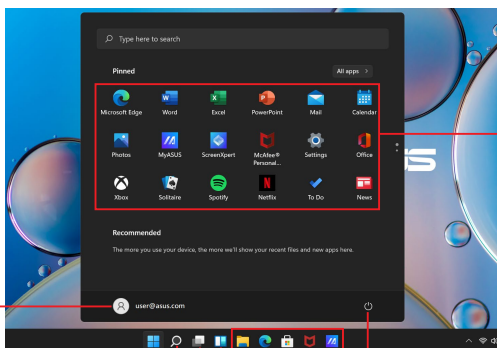 Type here to search
Pinned
All apps >
Microsoft Edge
Word
Excel
PowerPoint
Mail
Calendar
Photos
MyASUS
ScreenXpert
McAfee®
Personal...
Settings
Office
Xbox
Solitaire
Spotify
Netflix
To Do
News
Recommended
The more you use your device, the more we'll show your recent files and new apps here.
user@asus.com